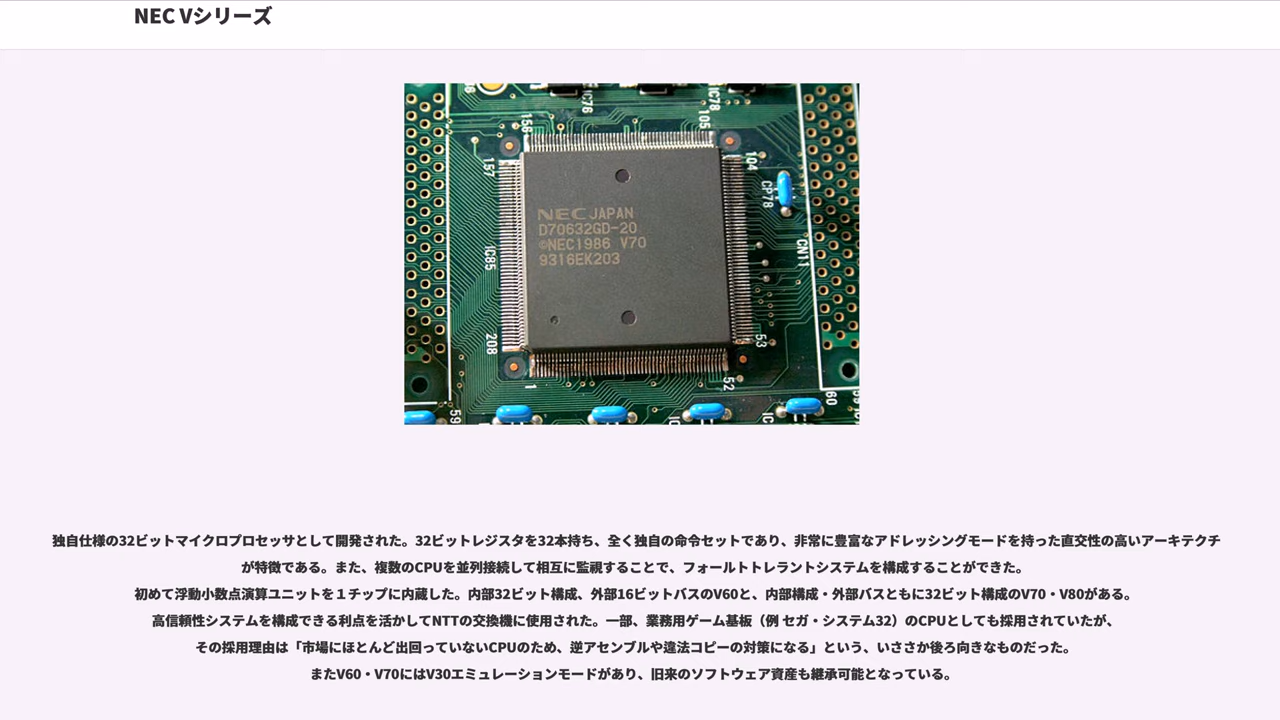 NEC Vシリーズ
IC76
IC78
156
105
157
104
CP78
NEC JAPAN
D70632GD-20
©NEC1986 V70
9316EK203
IC85
CN11
208
53
1
52
60
59
59
IC
IC
独自仕様の32ビットマイクロプロセッサとして開発された。32ビットレジスタを32本持ち、全く独自の命令セットであり、非常に豊富なアドレッシングモードを持った直交性の高いアーキテクチ
が特徴である。また、複数のCPUを並列接続して相互に監視することで、フォールトトレラントシステムを構成することができた。
初めて浮動小数点演算ユニットを１チップに内蔵した。内部32ビット構成、外部16ビットバスのV60と、内部構成・外部バスともに32ビット構成のV70・V80がある。
高信頼性システムを構成できる利点を活かしてNTTの交換機に使用された。一部、業務用ゲーム基板（例 セガ・システム32）のCPUとしても採用されていたが、
その採用理由は「市場にほとんど出回っていないCPUのため、逆アセンブルや違法コピーの対策になる」という、いささか後ろ向きなものだった。
またV60・V70にはV30エミュレーションモードがあり、旧来のソフトウェア資産も継承可能となっている。